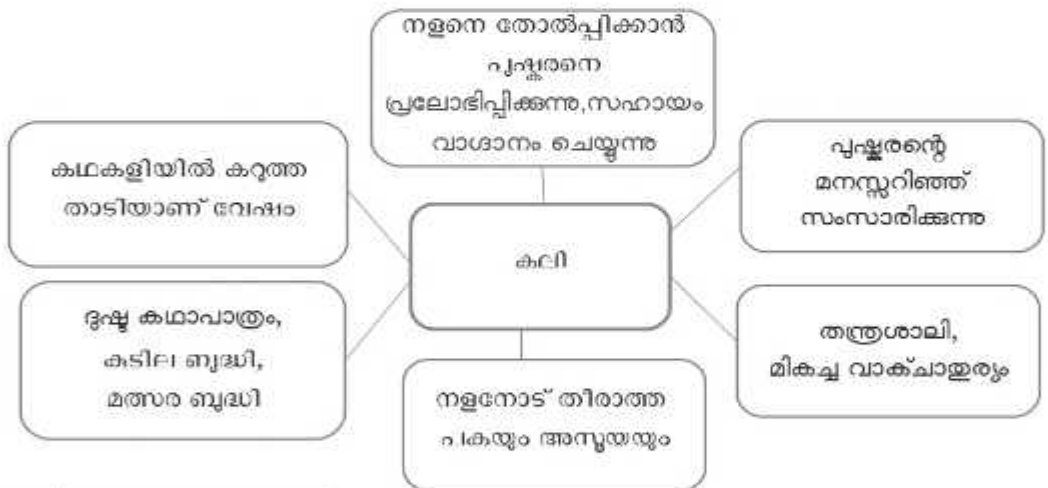 നളനെ തോൽപ്പിക്കാൻ
പുഷ്കരനെ
പ്രലോഭിപ്പിക്കുന്നു,സഹായം
വാഗ്ദാനം ചെയ്യുന്നു
കഥകളിയിൽ കറുത്ത
താടിയാണ് വേഷം
പുഷ്കരന്റെ
മനസ്സറിഞ്ഞ്
സംസാരിക്കുന്നു
കലി
ദുഷ്ട കഥാപാത്രം,
കുടില ബുദ്ധി,
മത്സര ബുദ്ധി
തന്ത്രശാലി,
മികച്ച വാക്ചാതുര്യം
നളനോട് തീരാത്ത
പകയും അസൂയയും